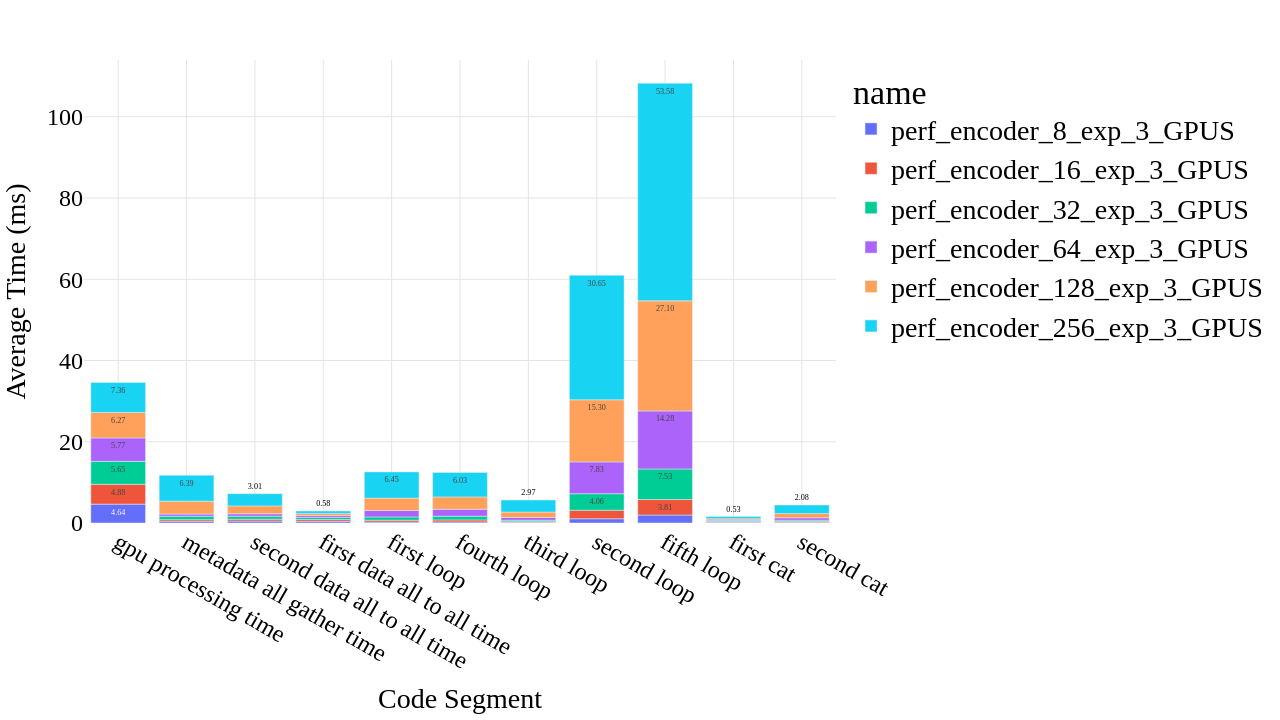 name
perf_encoder_8_exp_3_GPUS
perf_encoder_16_exp_3_GPUS
perf_encoder_32_exp_3_GPUS
perf_encoder_64_exp_3_GPUS
perf_encoder_128_exp_3_GPUS
perf_encoder_256_exp_3_GPUS
Average Time (ms)
100
80
60
40
20
0
7.36
6.27
5.77
5.65
4.88
4.64
6.39
3.01
0.58
6.45
6.03
2.97
30.65
15.30
7.83
4.06
53.58
27.10
14.28
7.53
3.81
0.53
2.08
gpu processing time
metadata all gather time
second data all to all time
first data all to all time
first loop
fourth loop
third loop
second loop
fifth loop
first cat
second cat
Code Segment